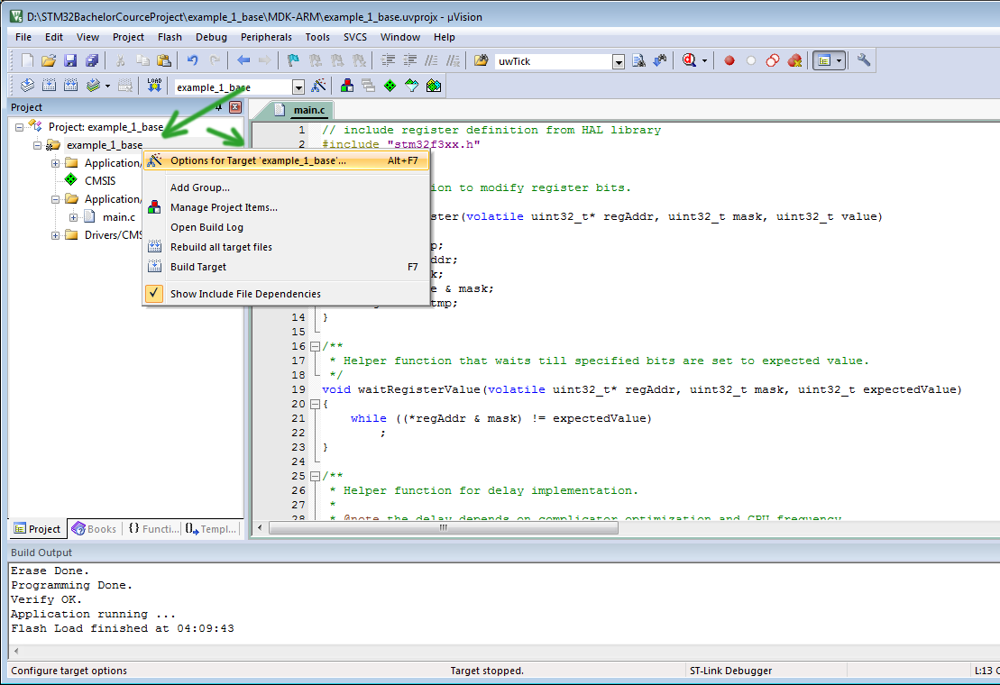 D:\STM32BachelorCourceProject\example_1_base\MDK-ARM\example_1_base.uvprojx - µVision
File Edit View Project Flash Debug Peripherals Tools SVCS Window Help
uwTick
LOAD example_1_base
Project
main.c
Project: example_1_base
example_1_base
Application/
CMSIS
Application/
main.c
Drivers/CMS
Options for Target 'example_1_base'... Alt+F7
Add Group...
Manage Project Items...
Open Build Log
Rebuild all target files
Build Target F7
Show Include File Dependencies
1 // include register definition from HAL library
2 #include "stm32f3xx.h"
ion to modify register bits.
ster(volatile uint32_t* regAddr, uint32_t mask, uint32_t value)
p;
ddr;
k;
e & mask;
tmp;
14 }
15
16 /**
17 * Helper function that waits till specified bits are set to expected value.
18 */
19 void waitRegisterValue(volatile uint32_t* regAddr, uint32_t mask, uint32_t expectedValue)
20 {
21 while ((*regAddr & mask) != expectedValue)
22 ;
23 }
24
25 /**
26 * Helper function for delay implementation.
27 *
28 * @note the delay depends on complicator optimization and CPU frequency
Project Books {} Functi... {} Templ...
Build Output
Erase Done.
Programming Done.
Verify OK.
Application running ...
Flash Load finished at 04:09:43
Configure target options Target stopped. ST-Link Debugger L:13 C